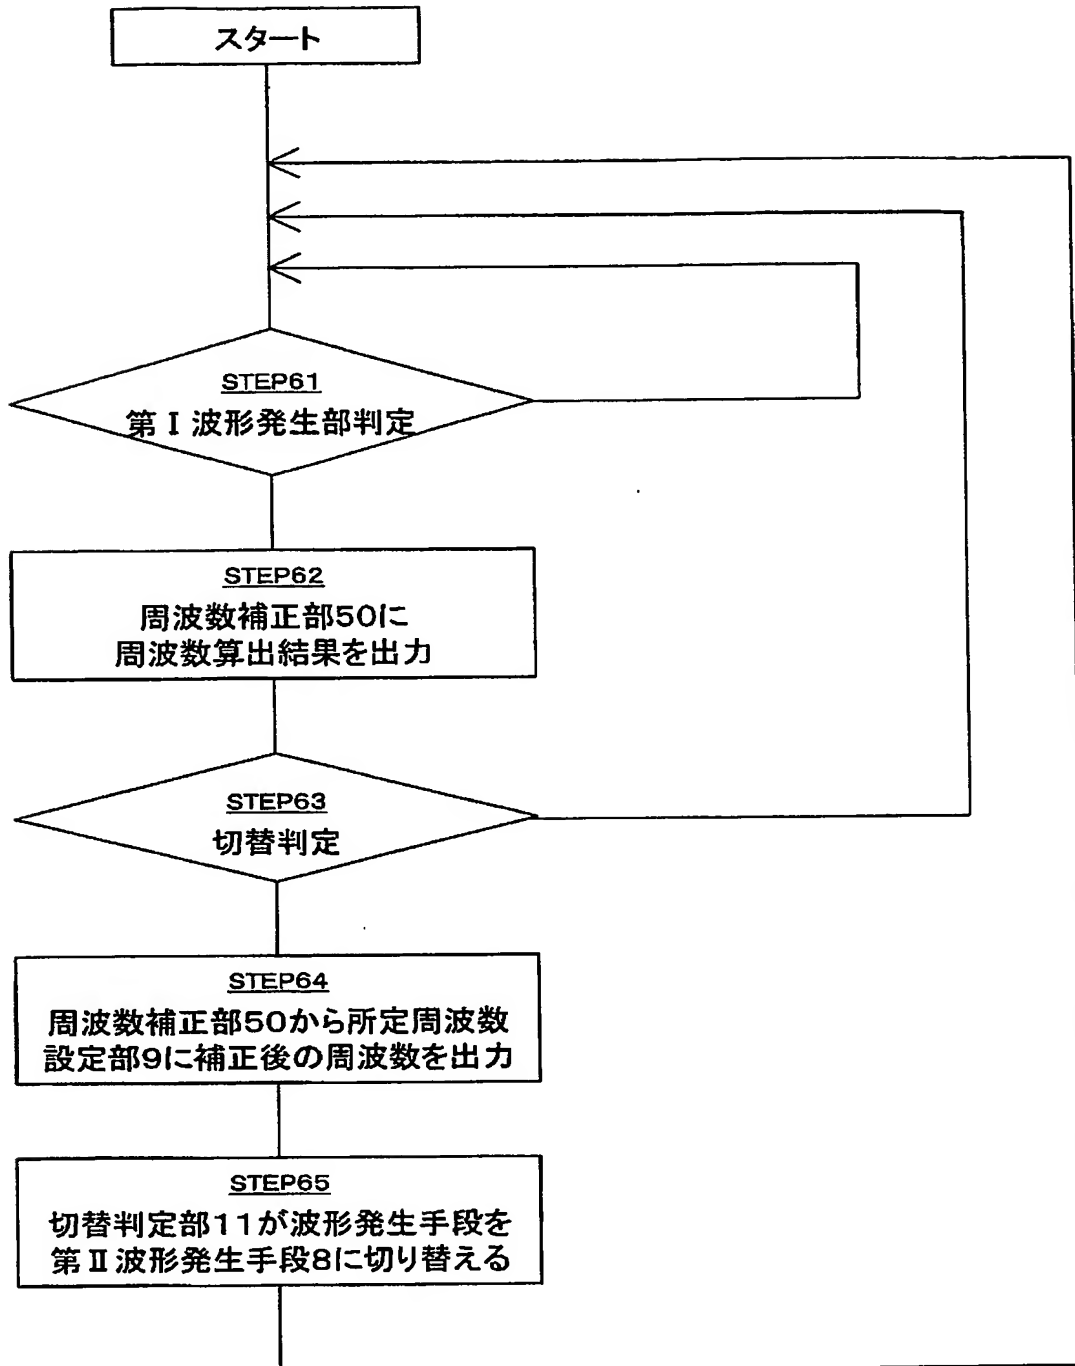 スタート
STEP61
第Ⅰ波形発生部判定
STEP62
周波数補正部50に
周波数算出結果を出力
STEP63
切替判定
STEP64
周波数補正部50から所定周波数
設定部9に補正後の周波数を出力
STEP65
切替判定部11が波形発生手段を
第Ⅱ波形発生手段8に切り替える